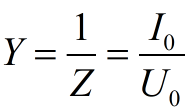 Y = 1/Z = I₀/U₀